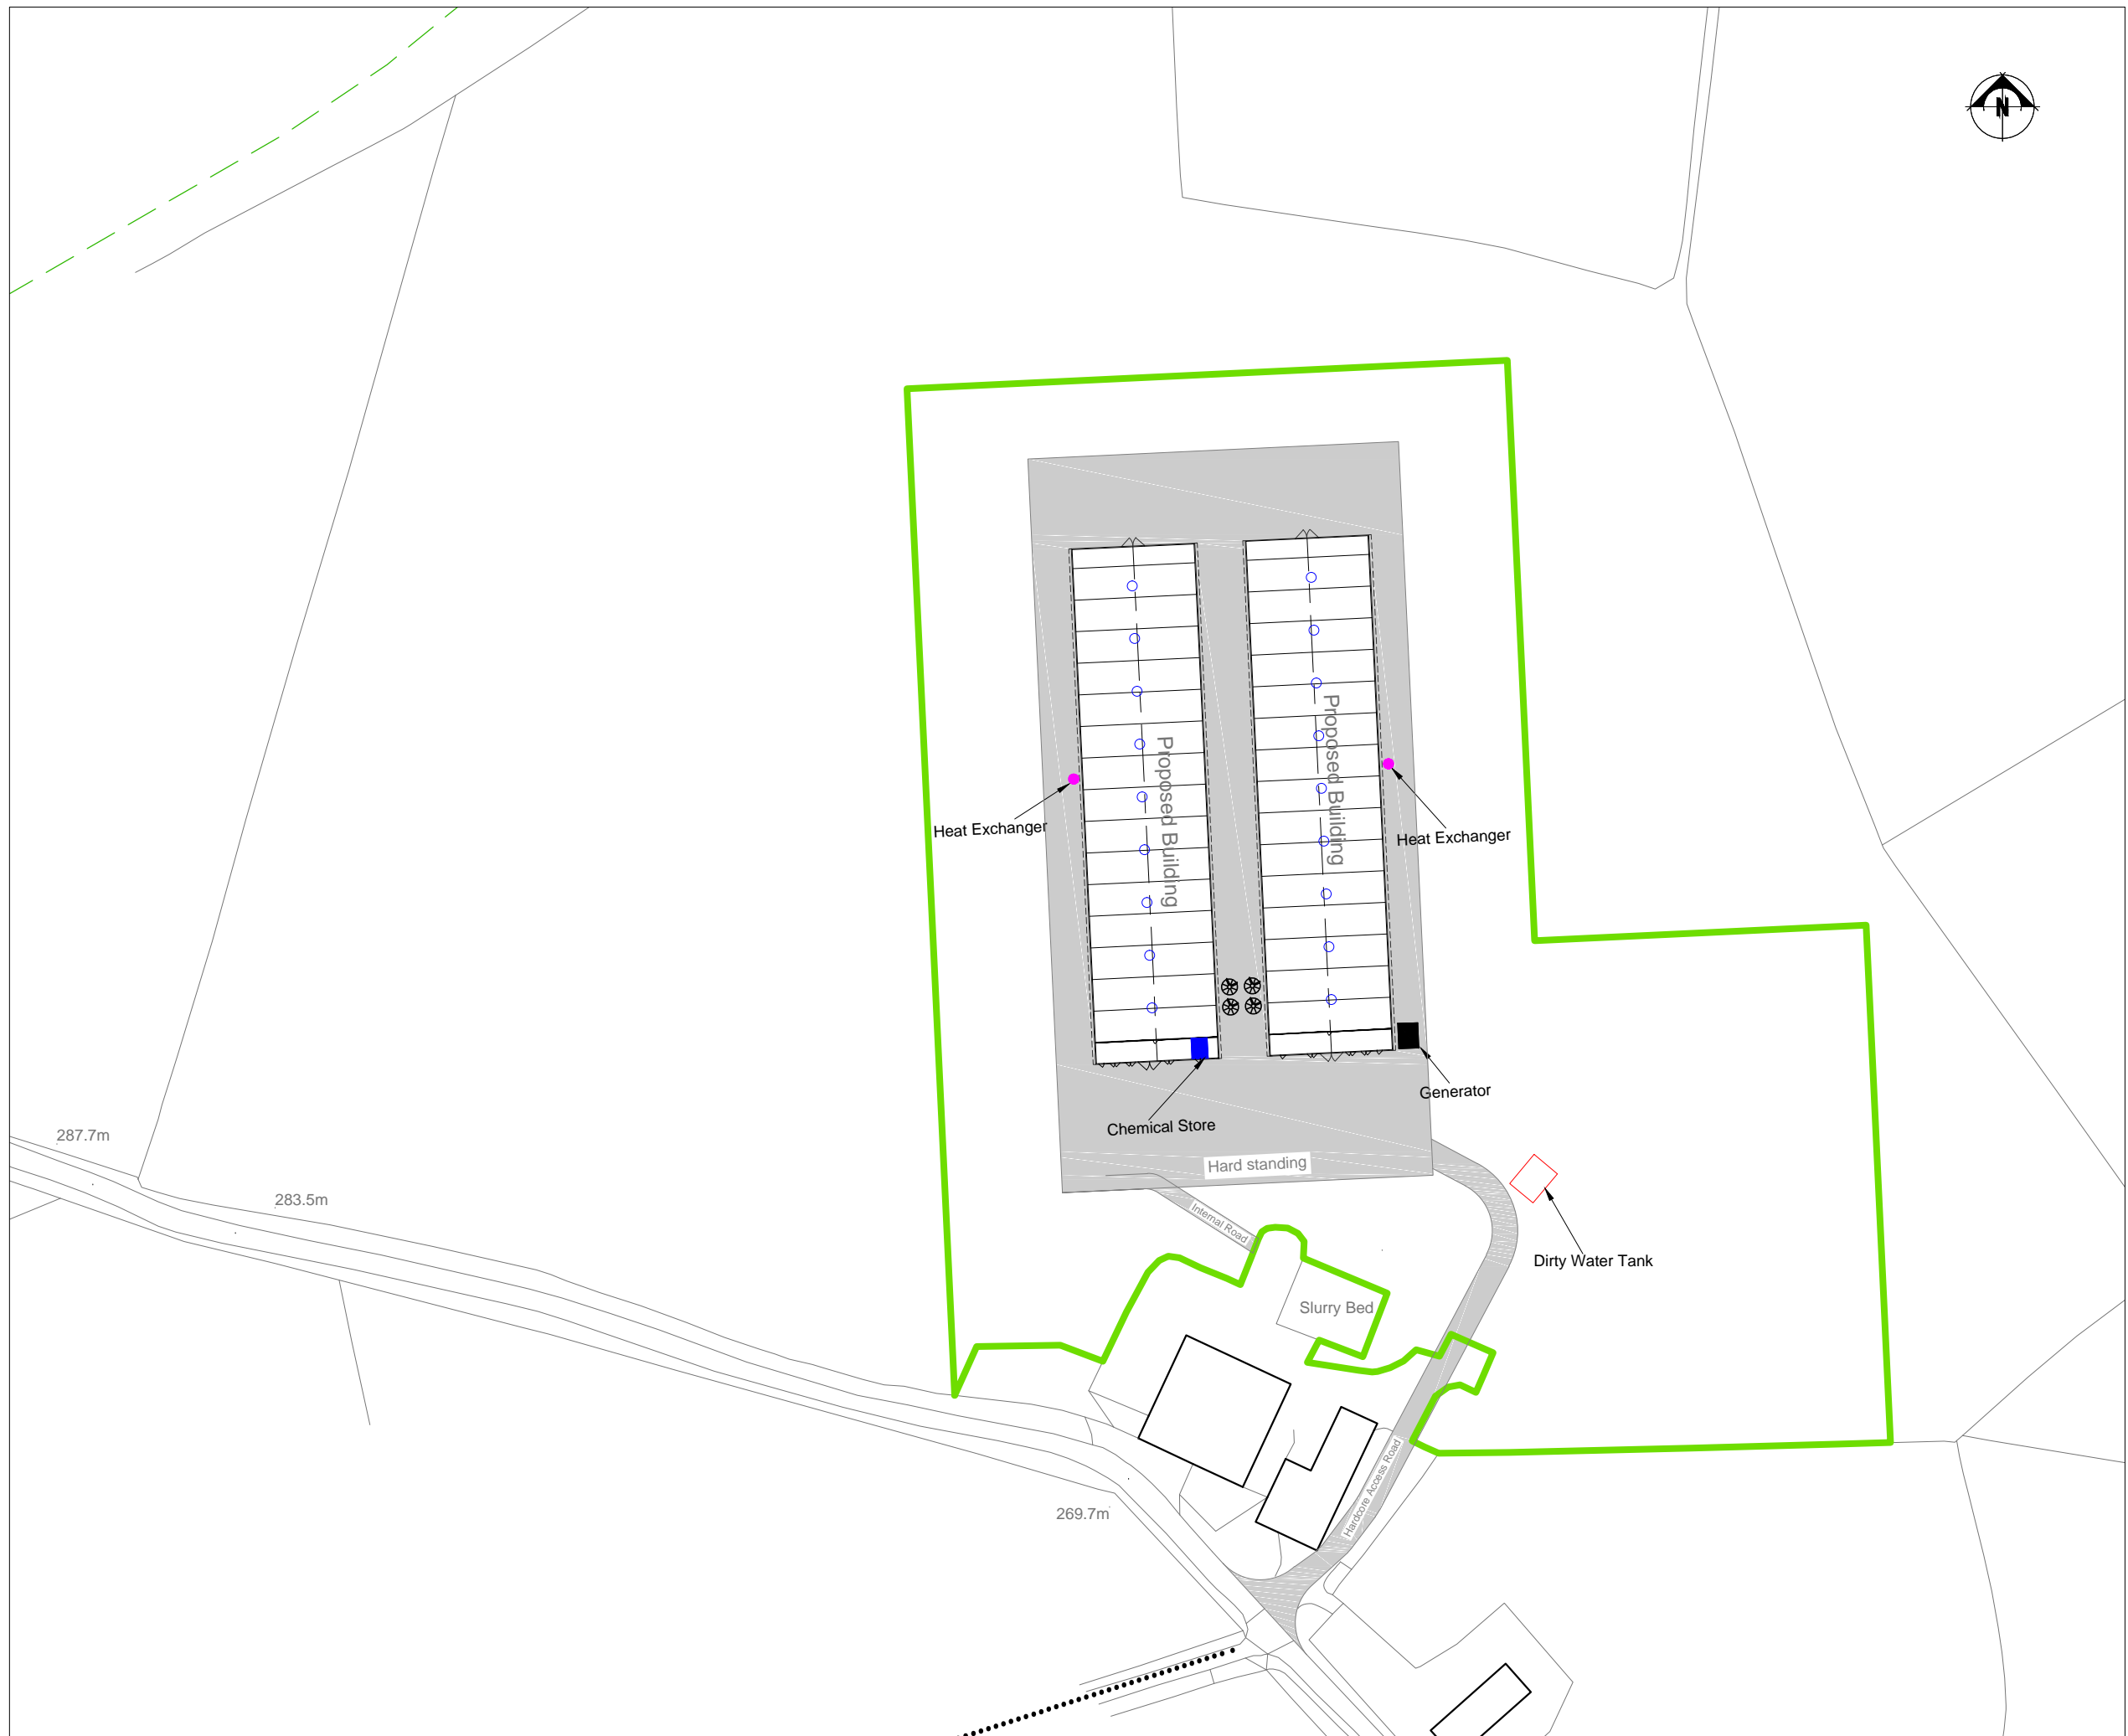 N
Proposed Building
Proposed Building
Heat Exchanger
Heat Exchanger
Generator
Chemical Store
287.7m
Hard standing
283.5m
Internal Road
Dirty Water Tank
Slurry Bed
Hardcore Access Road
269.7m